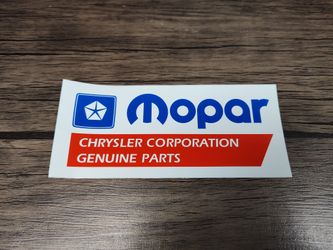 mopar
CHRYSLER CORPORATION
GENUINE PARTS